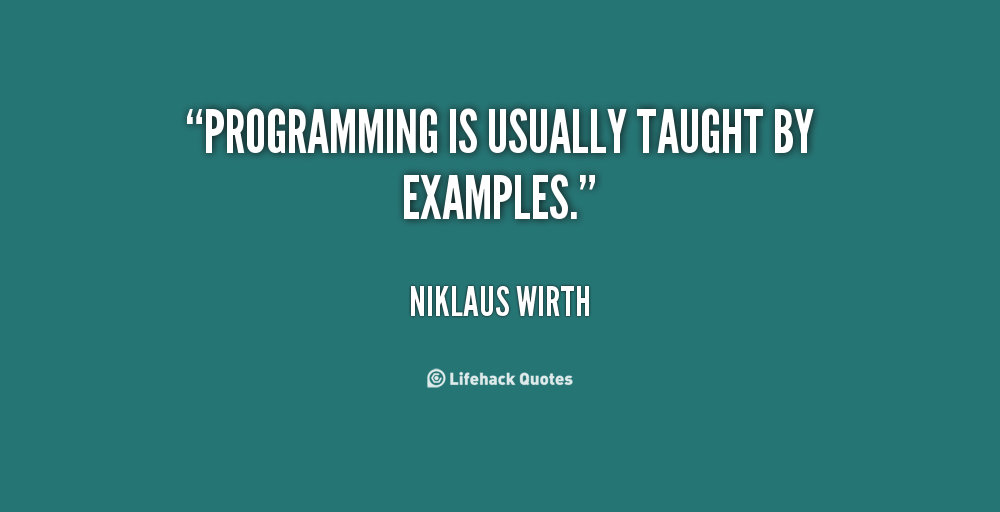 “PROGRAMMING IS USUALLY TAUGHT BY
EXAMPLES.”
NIKLAUS WIRTH
Lifehack Quotes